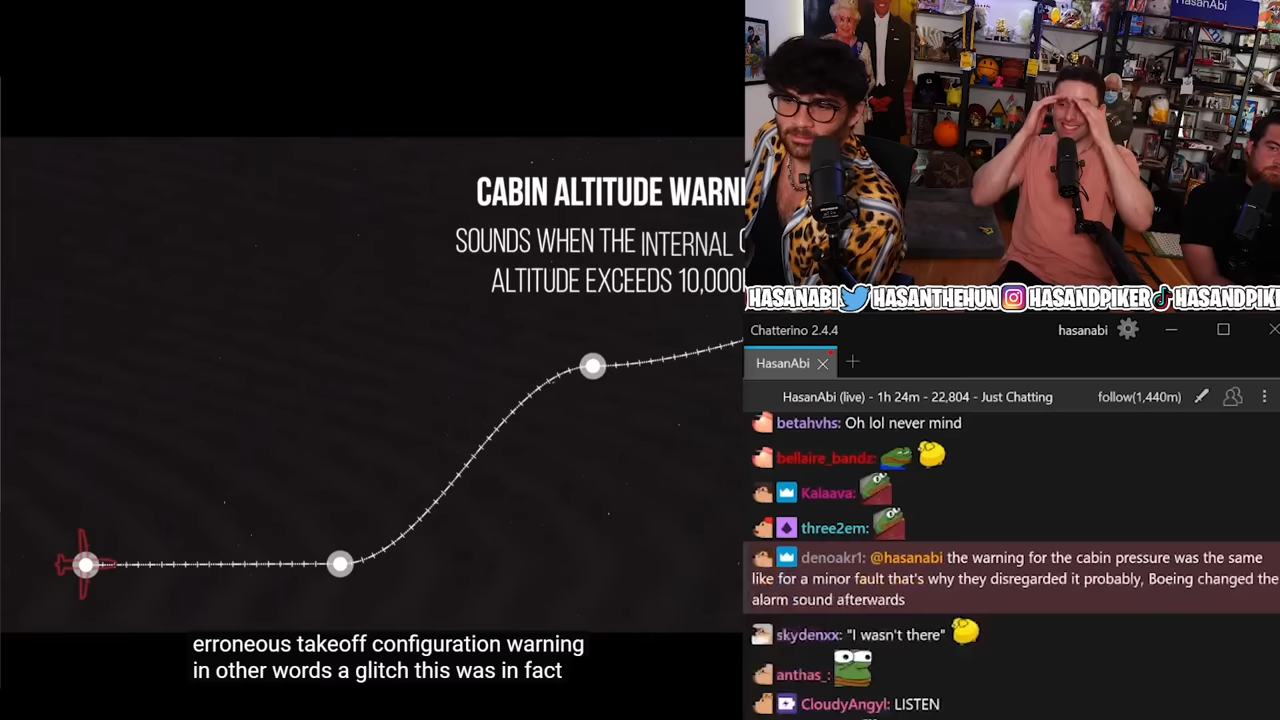 HasanAbi
CABIN ALTITUDE WARNI
SOUNDS WHEN THE INTERNAL
ALTITUDE EXCEEDS 10,000
HASANABI HASANTHEHUN HASANDPIKER HASANDPIK
Chatterino 2.4.4
hasanabi
HasanAbi
HasanAbi (live) - 1h 24m - 22,804 - Just Chatting
follow(1,440m)
betahvhs: Oh lol never mind
bellaire_bandz:
Kalaava:
three2em:
denoakr1: @hasanabi the warning for the cabin pressure was the same
like for a minor fault that's why they disregarded it probably, Boeing changed the
alarm sound afterwards
skydenxx: "I wasn't there"
anthas_:
CloudyAngyl: LISTEN
erroneous takeoff configuration warning
in other words a glitch this was in fact